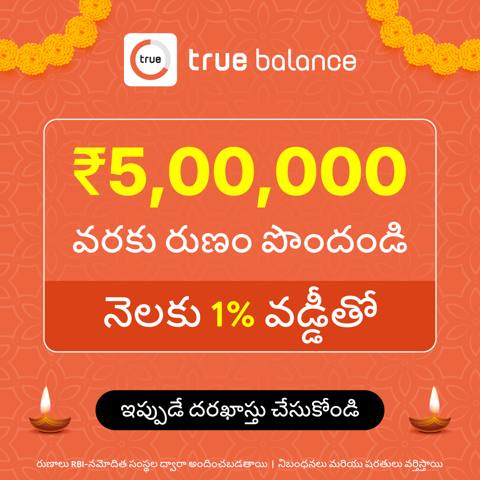 true
true balance
₹5,00,000
వరకు రుణం పొందండి
నెలకు 1% వడ్డీతో
ఇప్పుడే దరఖాస్తు చేసుకోండి
రుణాలు RBI-నమోదిత సంస్థల ద్వారా అందించబడతాయి | నిబంధనలు మరియు షరతులు వర్తిస్తాయి